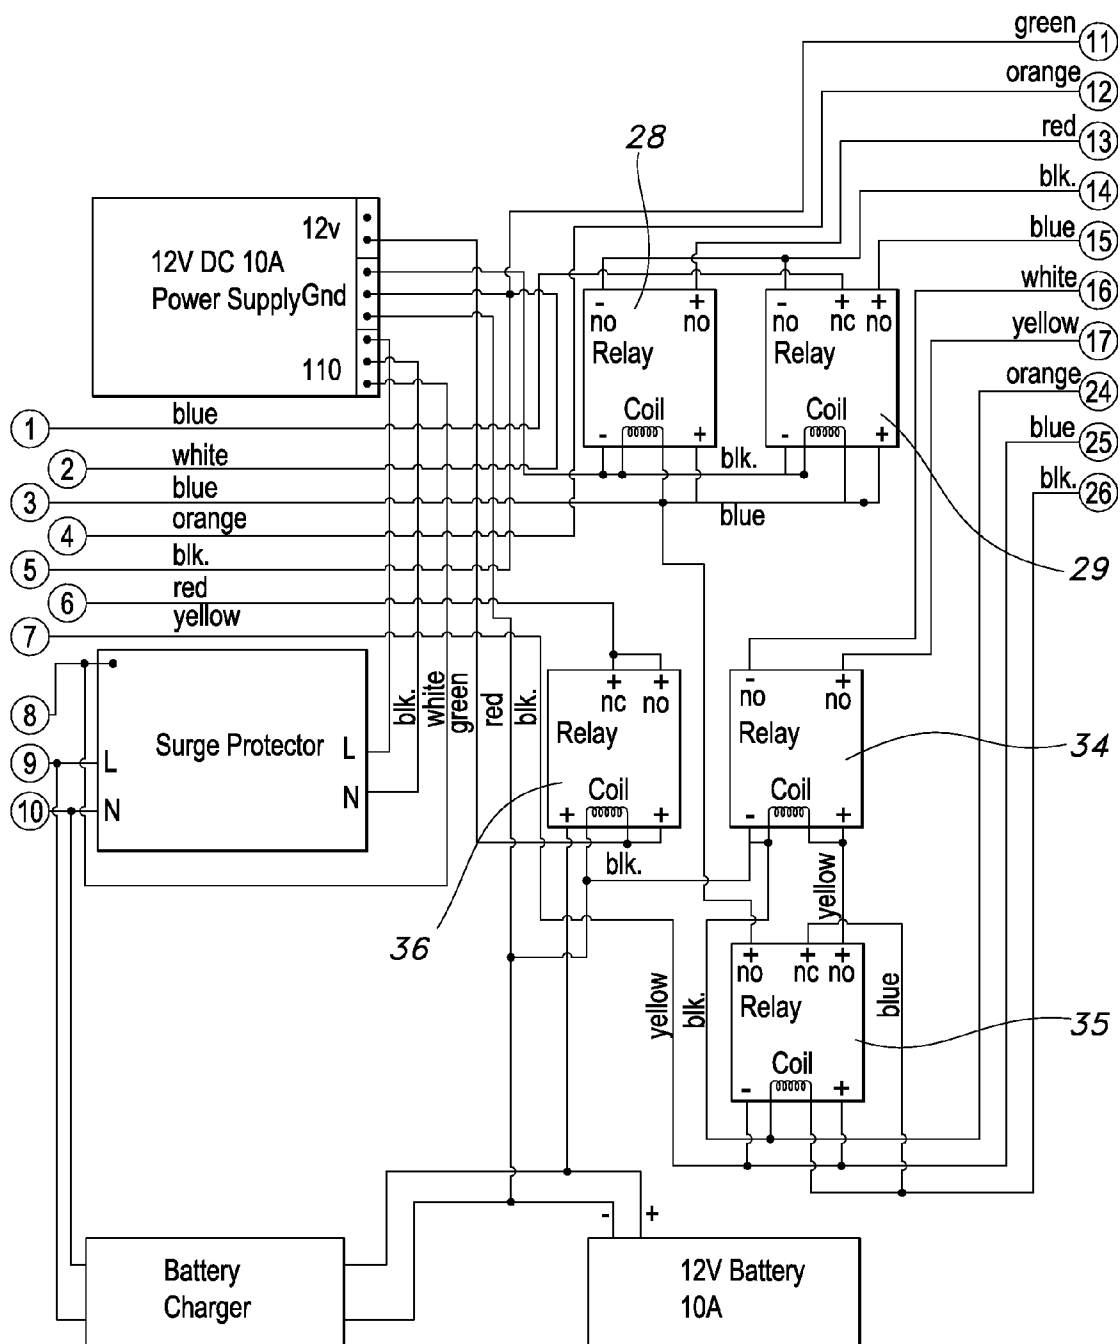 green 11
orange 12
red 13
28
blk. 14
blue 15
white 16
yellow 17
orange 24
blue 25
blk. 26
12v
12V DC 10A
Power Supply Gnd
110
- + - + +
no no no nc no
Relay Relay
Coil Coil
- + - +
blk.
blue
29
1 blue
2 white
3 blue
4 orange
5 blk.
6 red
7 yellow
8
9
10
Surge Protector
L L
N N
blk.
white
green
red
blk.
+ +
nc no
Relay
Coil
+ +
blk.
36
- +
no no
Relay
Coil
- +
34
yellow
+ + +
no nc no
Relay
Coil
- +
35
yellow
blk.
blue
- +
Battery
Charger
12V Battery
10A